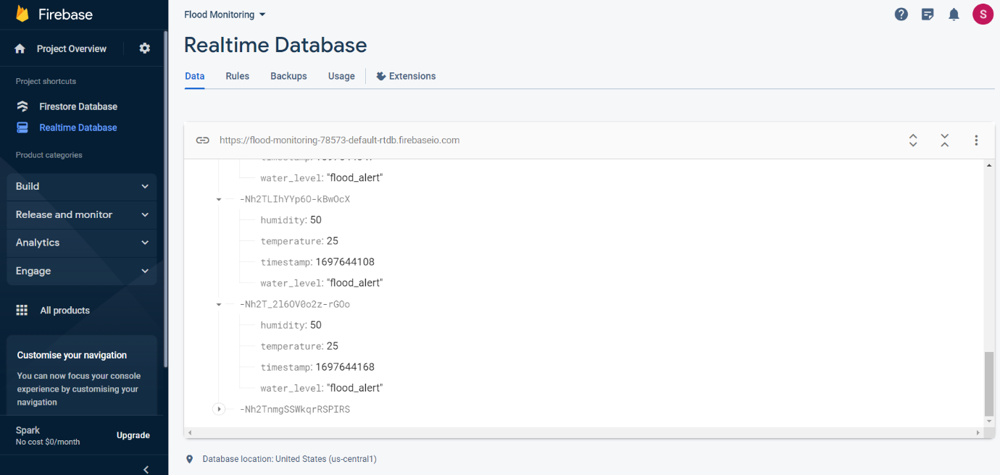 Firebase
Project Overview
Project shortcuts
Firestore Database
Realtime Database
Product categories
Build
Release and monitor
Analytics
Engage
All products
Customise your navigation
You can now focus your console
experience by customising your
navigation
Spark
No cost $0/month
Upgrade
Flood Monitoring
S
Realtime Database
Data Rules Backups Usage Extensions
https://flood-monitoring-78573-default-rtdb.firebaseio.com
water_level: "flood_alert"
-Nh2TLIhYYp6O-kBwOcX
humidity: 50
temperature: 25
timestamp: 1697644108
water_level: "flood_alert"
-Nh2T_2l6OV0o2z-rGOo
humidity: 50
temperature: 25
timestamp: 1697644168
water_level: "flood_alert"
-Nh2TnmgSSWkqrRSPIRS
Database location: United States (us-central1)